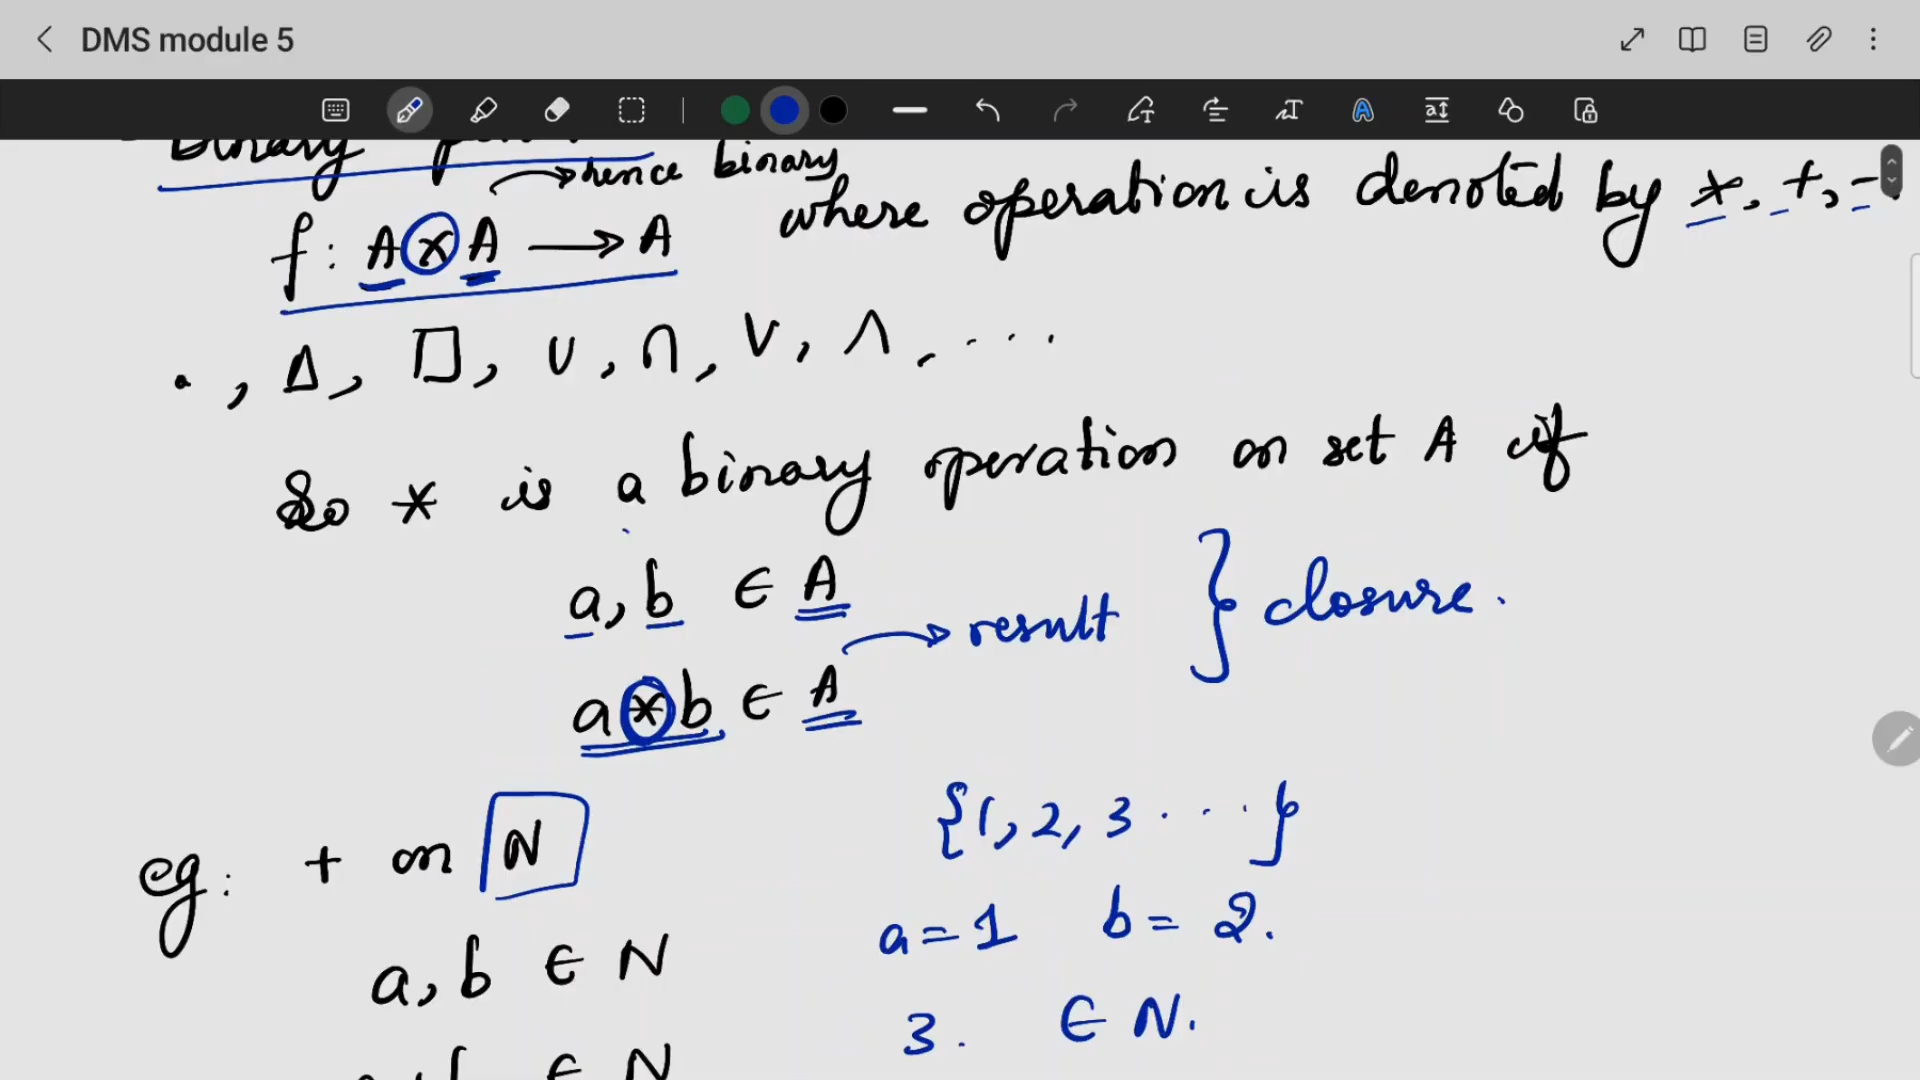 DMS module 5
Binary
hence binary
f: A × A → A where operation is denoted by *, +, -,
., Δ, □, ∪, ∩, ∨, ∧, ....
So * is a binary operation on set A if
a, b ∈ A
→ result } closure.
a * b ∈ A
{1, 2, 3 ....}
eg: + on N
a = 1 b = 2.
a, b ∈ N
3. ∈ N.
∈ N